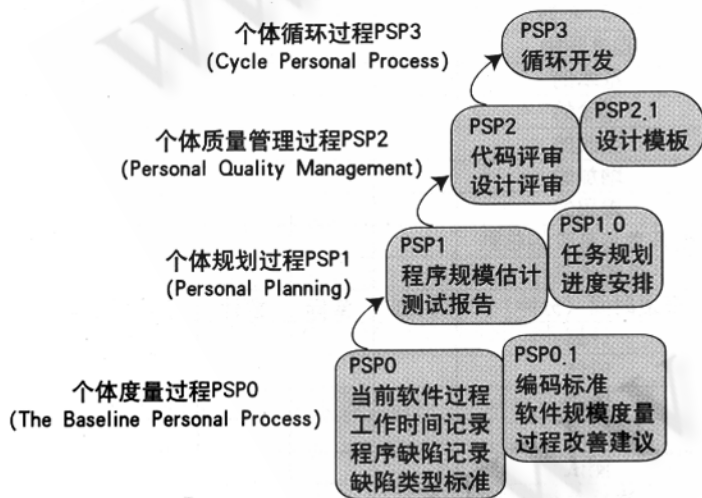 个体循环过程PSP3
(Cycle Personal Process)
PSP3
循环开发
个体质量管理过程PSP2
(Personal Quality Management)
PSP2
代码评审
设计评审
PSP2.1
设计模板
个体规划过程PSP1
(Personal Planning)
PSP1
程序规模估计
测试报告
PSP1.0
任务规划
进度安排
个体度量过程PSP0
(The Baseline Personal Process)
PSP0
当前软件过程
工作时间记录
程序缺陷记录
缺陷类型标准
PSP0.1
编码标准
软件规模度量
过程改善建议